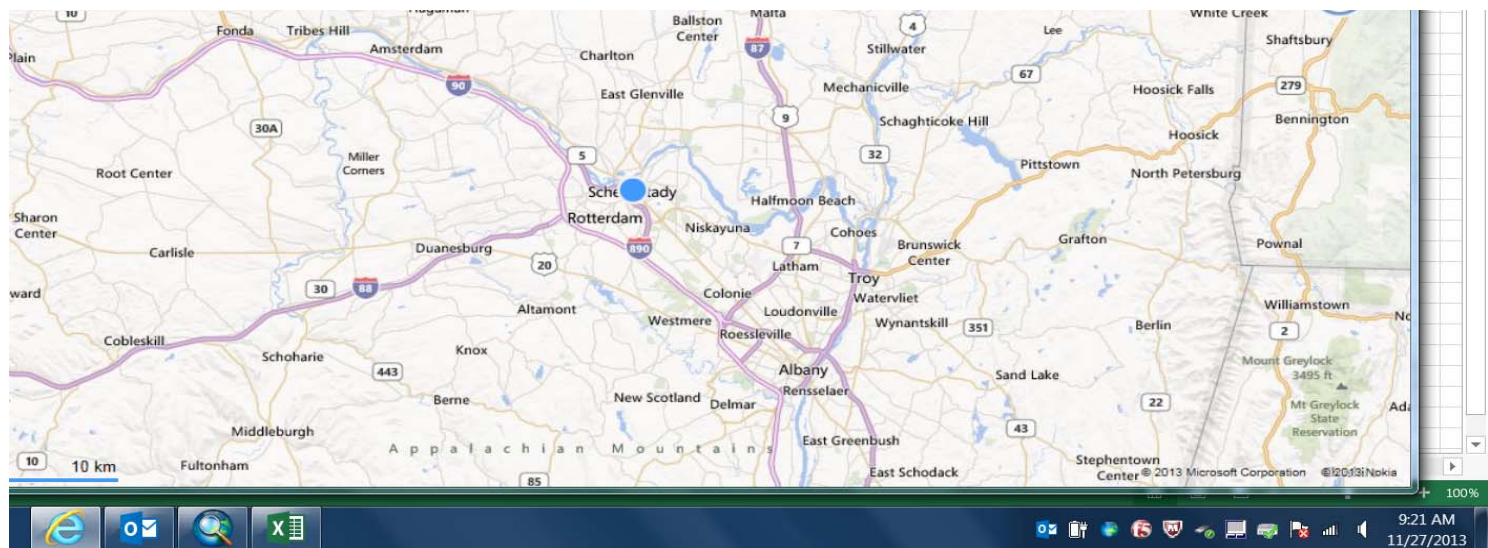 10
Fonda
Tribes Hill
Amsterdam
Charlton
Ballston
Center
Malta
87
4
Stillwater
Lee
White Creek
Shaftsbury
Plain
90
East Glenville
9
Mechanicville
67
Hoosick Falls
279
Bennington
30A
Schaghticoke Hill
Hoosick
Root Center
Miller
Corners
5
32
Pittstown
North Petersburg
Halfmoon Beach
Sharon
Center
Rotterdam
Niskayuna
Cohoes
Carlisle
Duanesburg
890
7
Brunswick
Center
Grafton
Pownal
20
Latham
Troy
ward
30
88
Colonie
Watervliet
Altamont
Westmere
Loudonville
Wynantskill
351
Berlin
Williamstown
Cobleskill
Schoharie
Knox
Roessleville
2
443
Albany
Sand Lake
Mount Greylock
3495 ft
Berne
New Scotland
Delmar
Rensselaer
22
Mt Greylock
State
Reservation
Ada
Middleburgh
Appalachian Mountains
East Greenbush
43
10
10 km
Fultonham
85
East Schodack
Stephentown
Center
© 2013 Microsoft Corporation
Nokia
100%
9:21 AM
11/27/2013